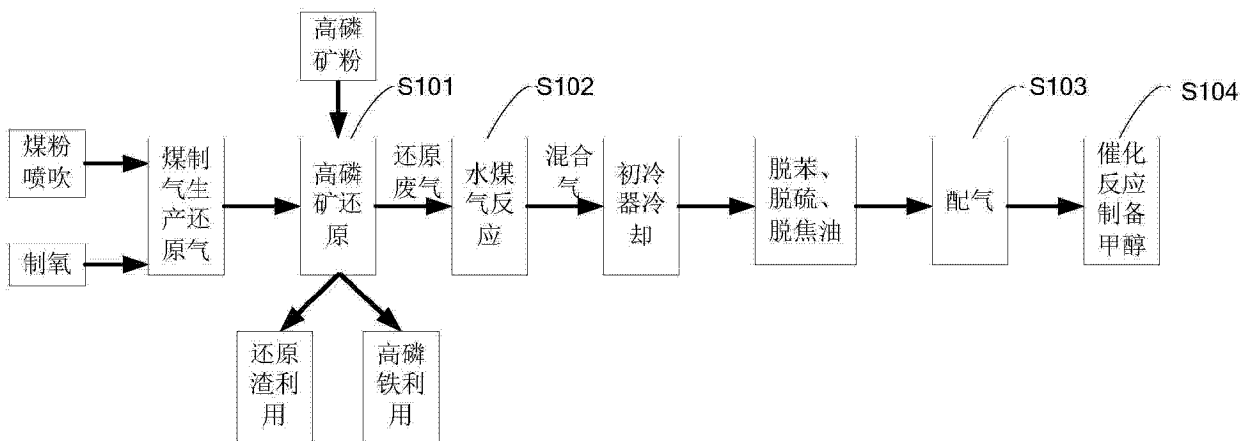 高磷
矿粉
S101
S102
S103
S104
煤粉
喷吹
制氧
煤制
气生
产还
原气
高磷
矿还
原
还原
废气
水煤
气反
应
混合
气
初冷
器冷
却
脱苯、
脱硫、
脱焦油
配气
催化
反应
制备
甲醇
还原
渣利
用
高磷
铁利
用